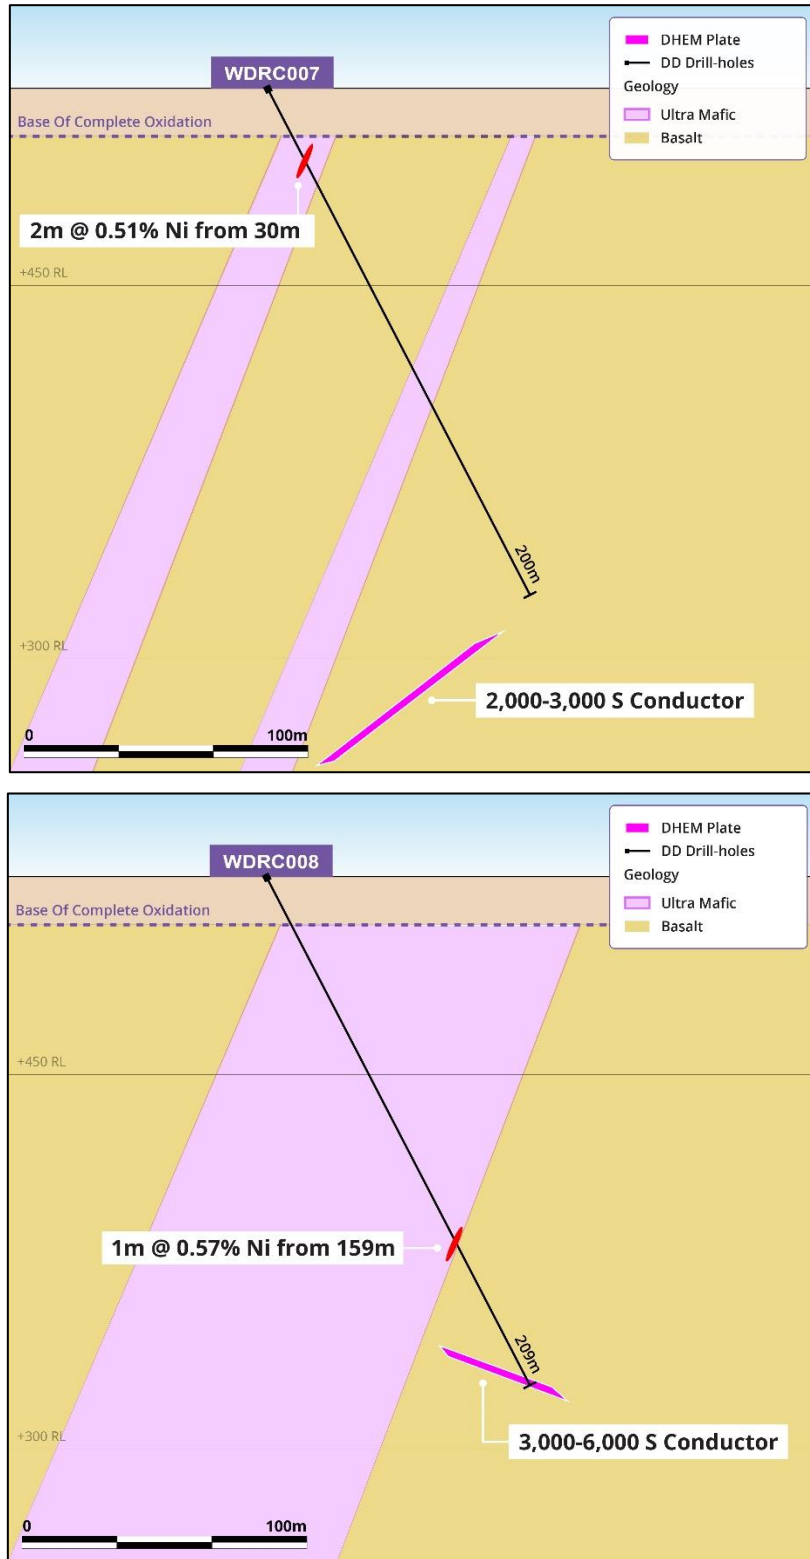 WDRC007
DHEM Plate
DD Drill-holes
Geology
Ultra Mafic
Basalt
Base Of Complete Oxidation
2m @ 0.51% Ni from 30m
+450 RL
200m
+300 RL
2,000-3,000 S Conductor
0 100m
WDRC008
DHEM Plate
DD Drill-holes
Geology
Ultra Mafic
Basalt
Base Of Complete Oxidation
+450 RL
1m @ 0.57% Ni from 159m
209m
+300 RL
3,000-6,000 S Conductor
0 100m